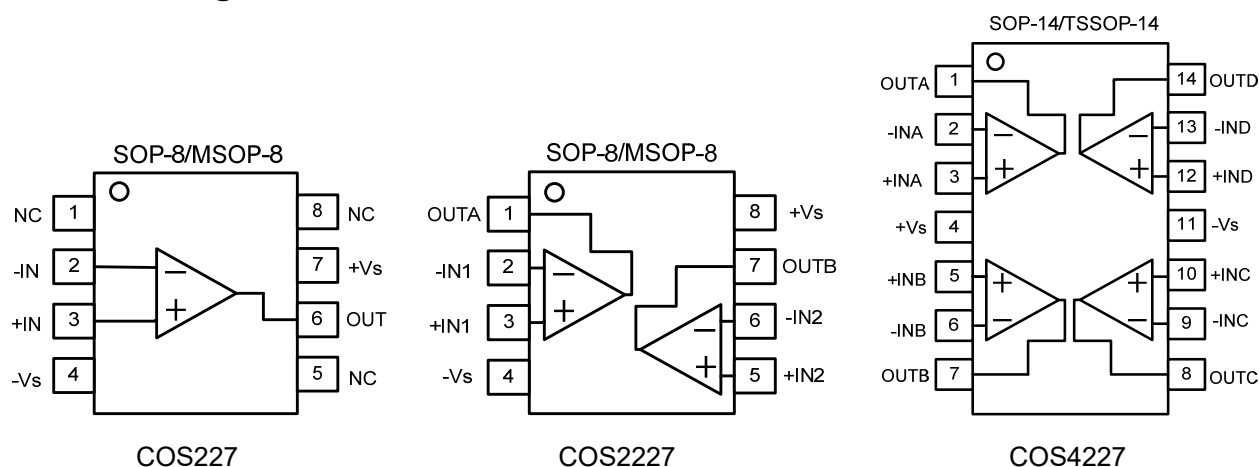 SOP-8/MSOP-8
NC 1
8 NC
-IN 2
7 +Vs
+IN 3
6 OUT
-Vs 4
5 NC
COS227
SOP-8/MSOP-8
OUTA 1
8 +Vs
-IN1 2
7 OUTB
+IN1 3
6 -IN2
-Vs 4
5 +IN2
COS2227
SOP-14/TSSOP-14
OUTA 1
14 OUTD
-INA 2
13 -IND
+INA 3
12 +IND
+Vs 4
11 -Vs
+INB 5
10 +INC
-INB 6
9 -INC
OUTB 7
8 OUTC
COS4227